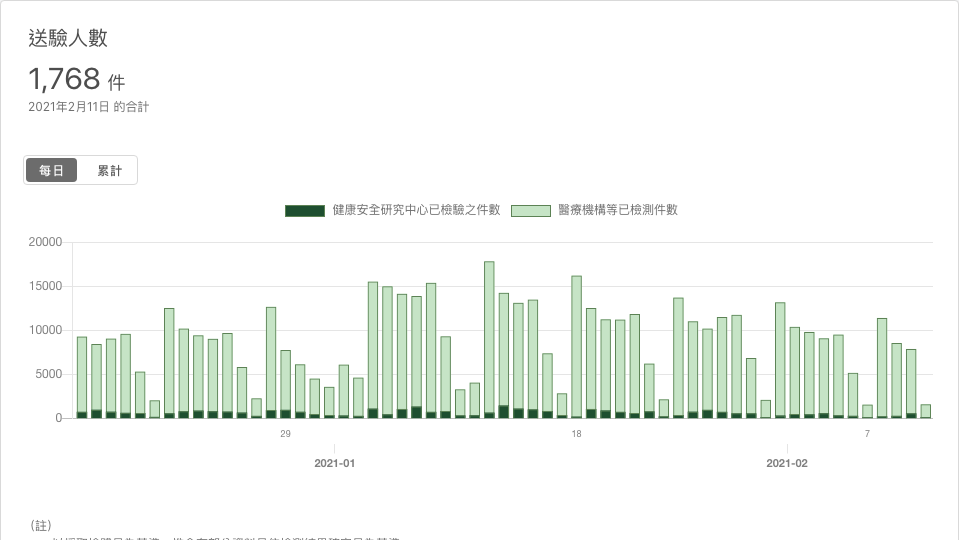 送驗人數
1,768 件
2021年2月11日 的合計
每日 累計
健康安全研究中心已檢驗之件數 醫療機構等已檢測件數
20000
15000
10000
5000
0
29 18 7
2021-01 2021-02
(註)